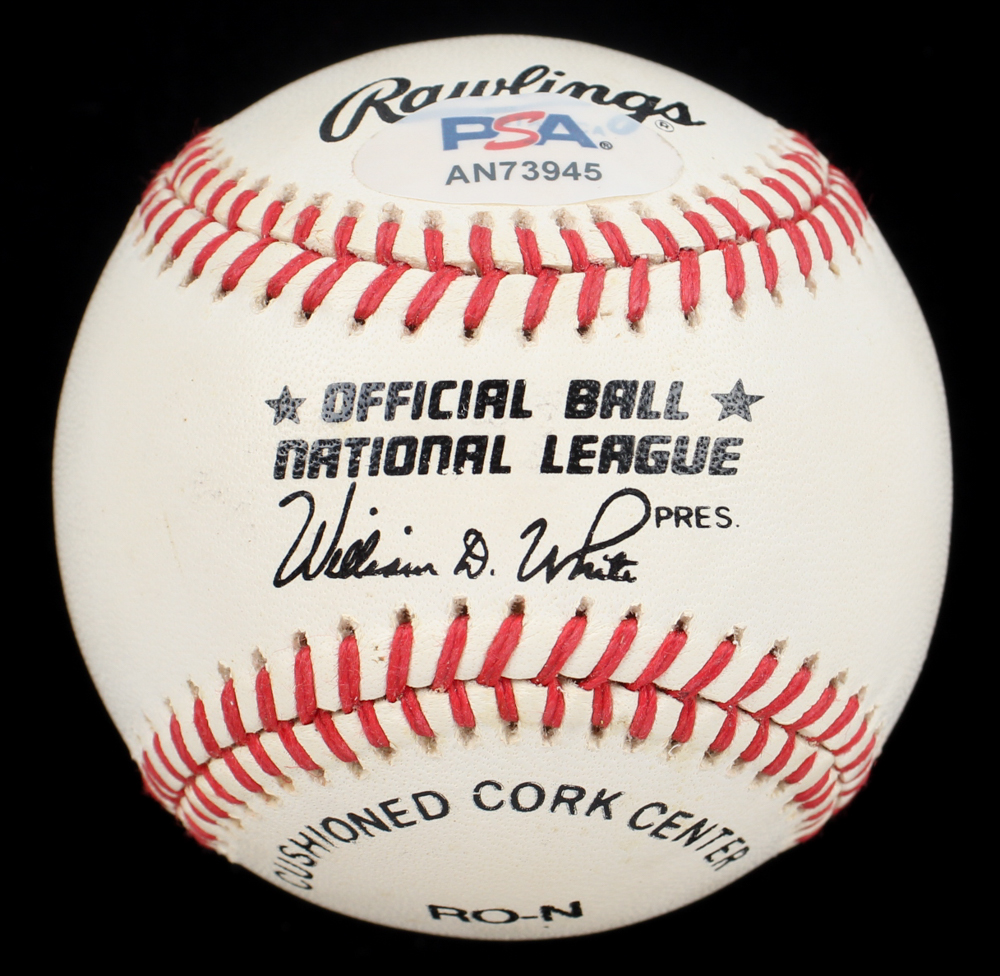 Rawlings
PSA
AN73945
★ OFFICIAL BALL ★
NATIONAL LEAGUE
William D. White PRES.
CUSHIONED CORK CENTER
RO-N